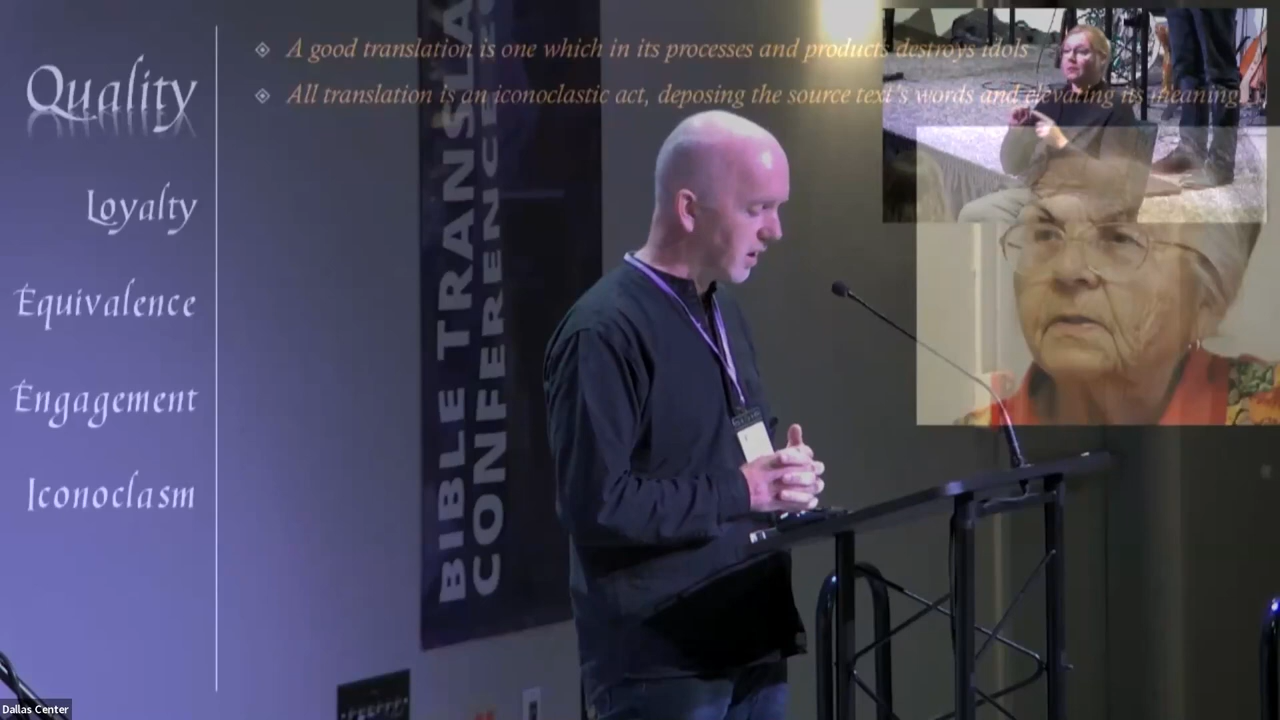 Quality
Loyalty
Equivalence
Engagement
Iconoclasm
A good translation is one which in its processes and products destroys idols
All translation is an iconoclastic act, deposing the source text's words and elevating its meaning
BIBLE TRANSLA
CONFERENCE
Dallas Center